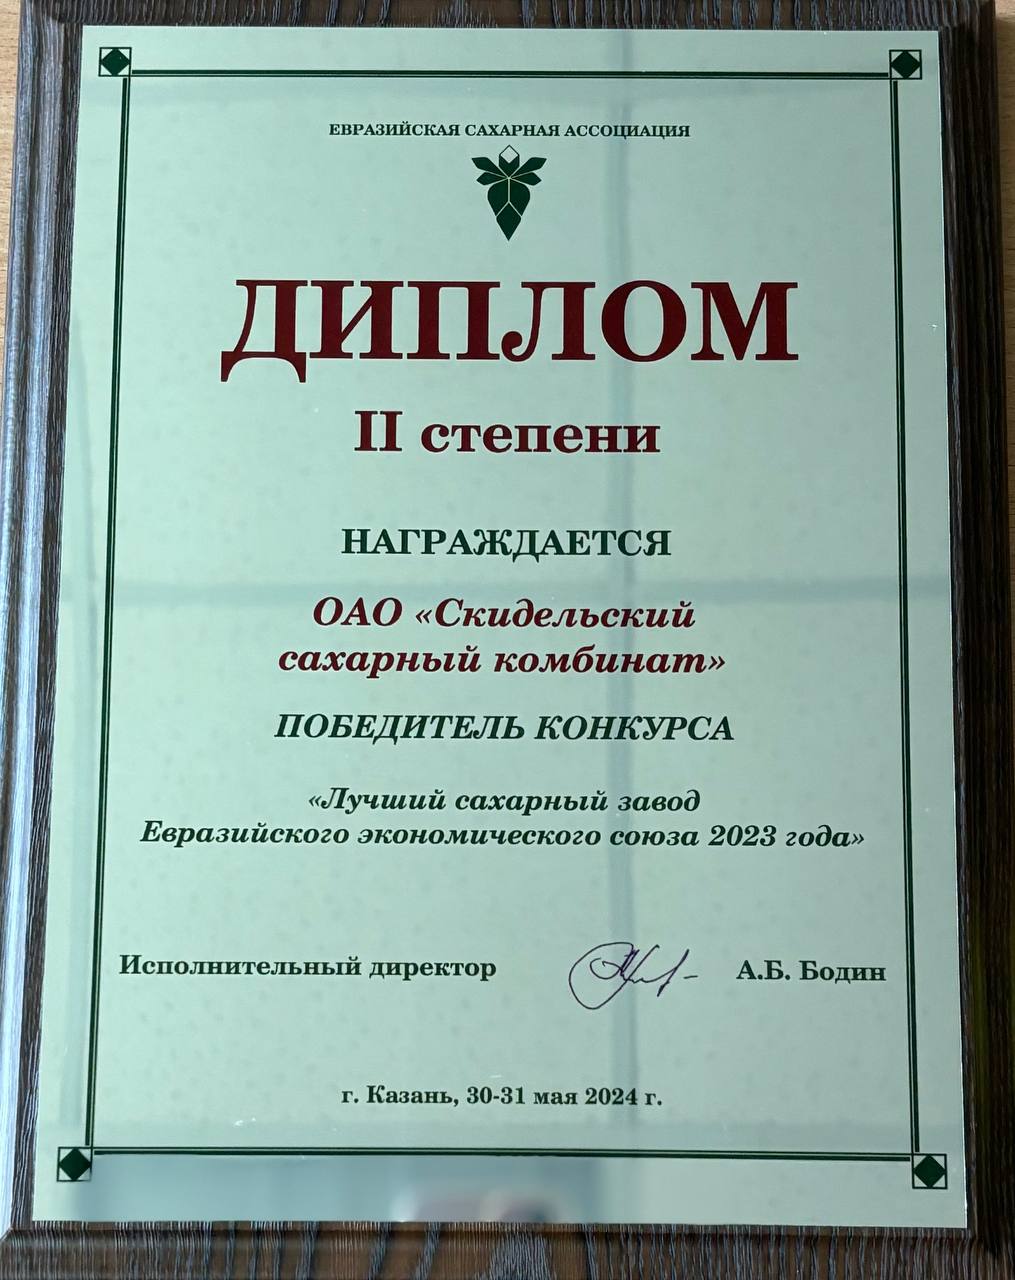 ЕВРАЗИЙСКАЯ САХАРНАЯ АССОЦИАЦИЯ
ДИПЛОМ
II степени
НАГРАЖДАЕТСЯ
ОАО «Скидельский
сахарный комбинат»
ПОБЕДИТЕЛЬ КОНКУРСА
«Лучший сахарный завод
Евразийского экономического союза 2023 года»
Исполнительный директор А.Б. Бодин
г. Казань, 30-31 мая 2024 г.